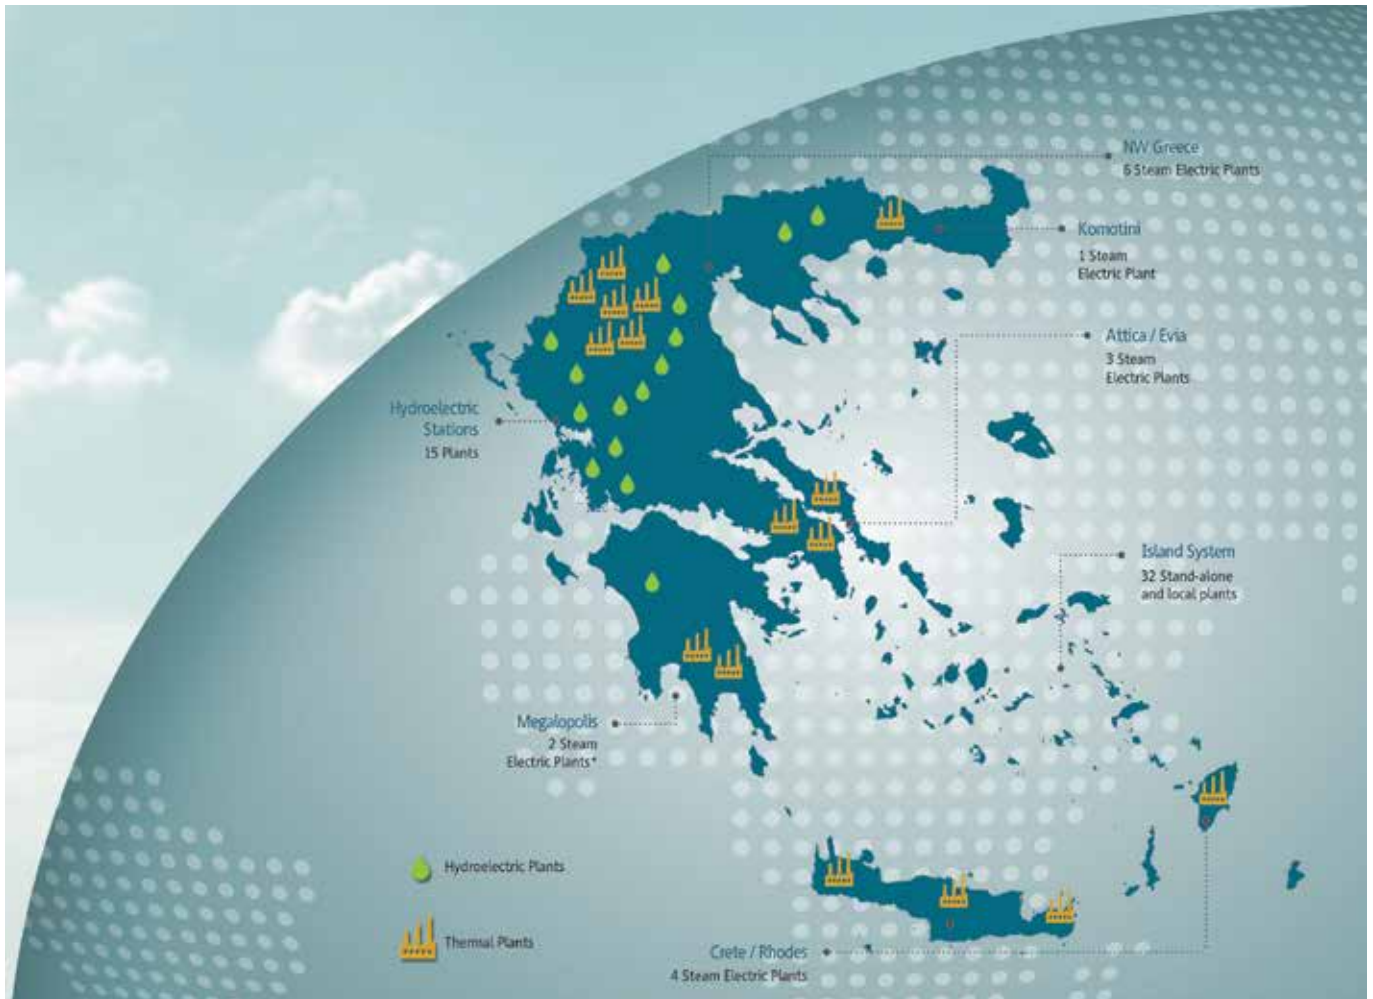 NW Greece
6 Steam Electric Plants
Komotini
1 Steam
Electric Plant
Attica / Evia
3 Steam
Electric Plants
Hydroelectric
Stations
15 Plants
Island System
32 Stand-alone
and local plants
Megalopolis
2 Steam
Electric Plants*
Hydroelectric Plants
Thermal Plants
Crete / Rhodes
4 Steam Electric Plants